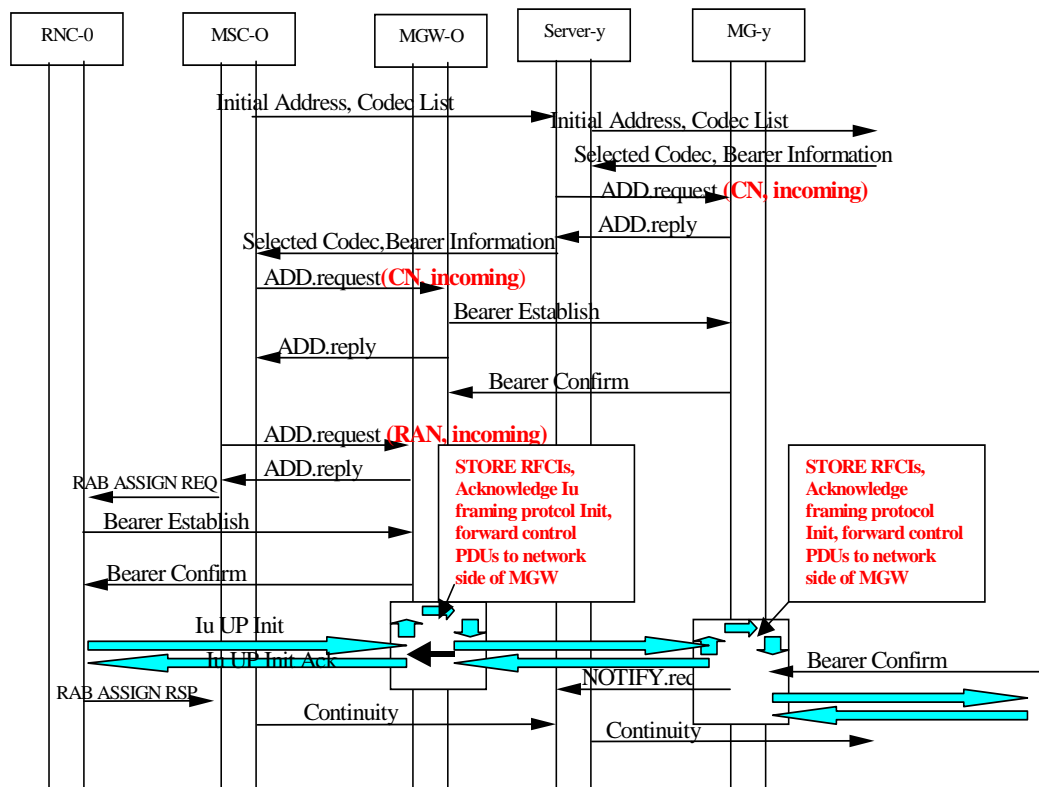 RNC-0
MSC-O
MGW-O
Server-y
MG-y
Initial Address, Codec List
Initial Address, Codec List
Selected Codec, Bearer Information
ADD.request (CN, incoming)
ADD.reply
Selected Codec,Bearer Information
ADD.request(CN, incoming)
Bearer Establish
ADD.reply
Bearer Confirm
ADD.request (RAN, incoming)
ADD.reply
RAB ASSIGN REQ
Bearer Establish
Bearer Confirm
STORE RFCIs,
Acknowledge Iu
framing protcol Init,
forward control
PDUs to network
side of MGW
STORE RFCIs,
Acknowledge
framing protocol
Init, forward control
PDUs to network
side of MGW
Iu UP Init
Iu UP Init Ack
Bearer Confirm
NOTIFY.req
RAB ASSIGN RSP
Continuity
Continuity